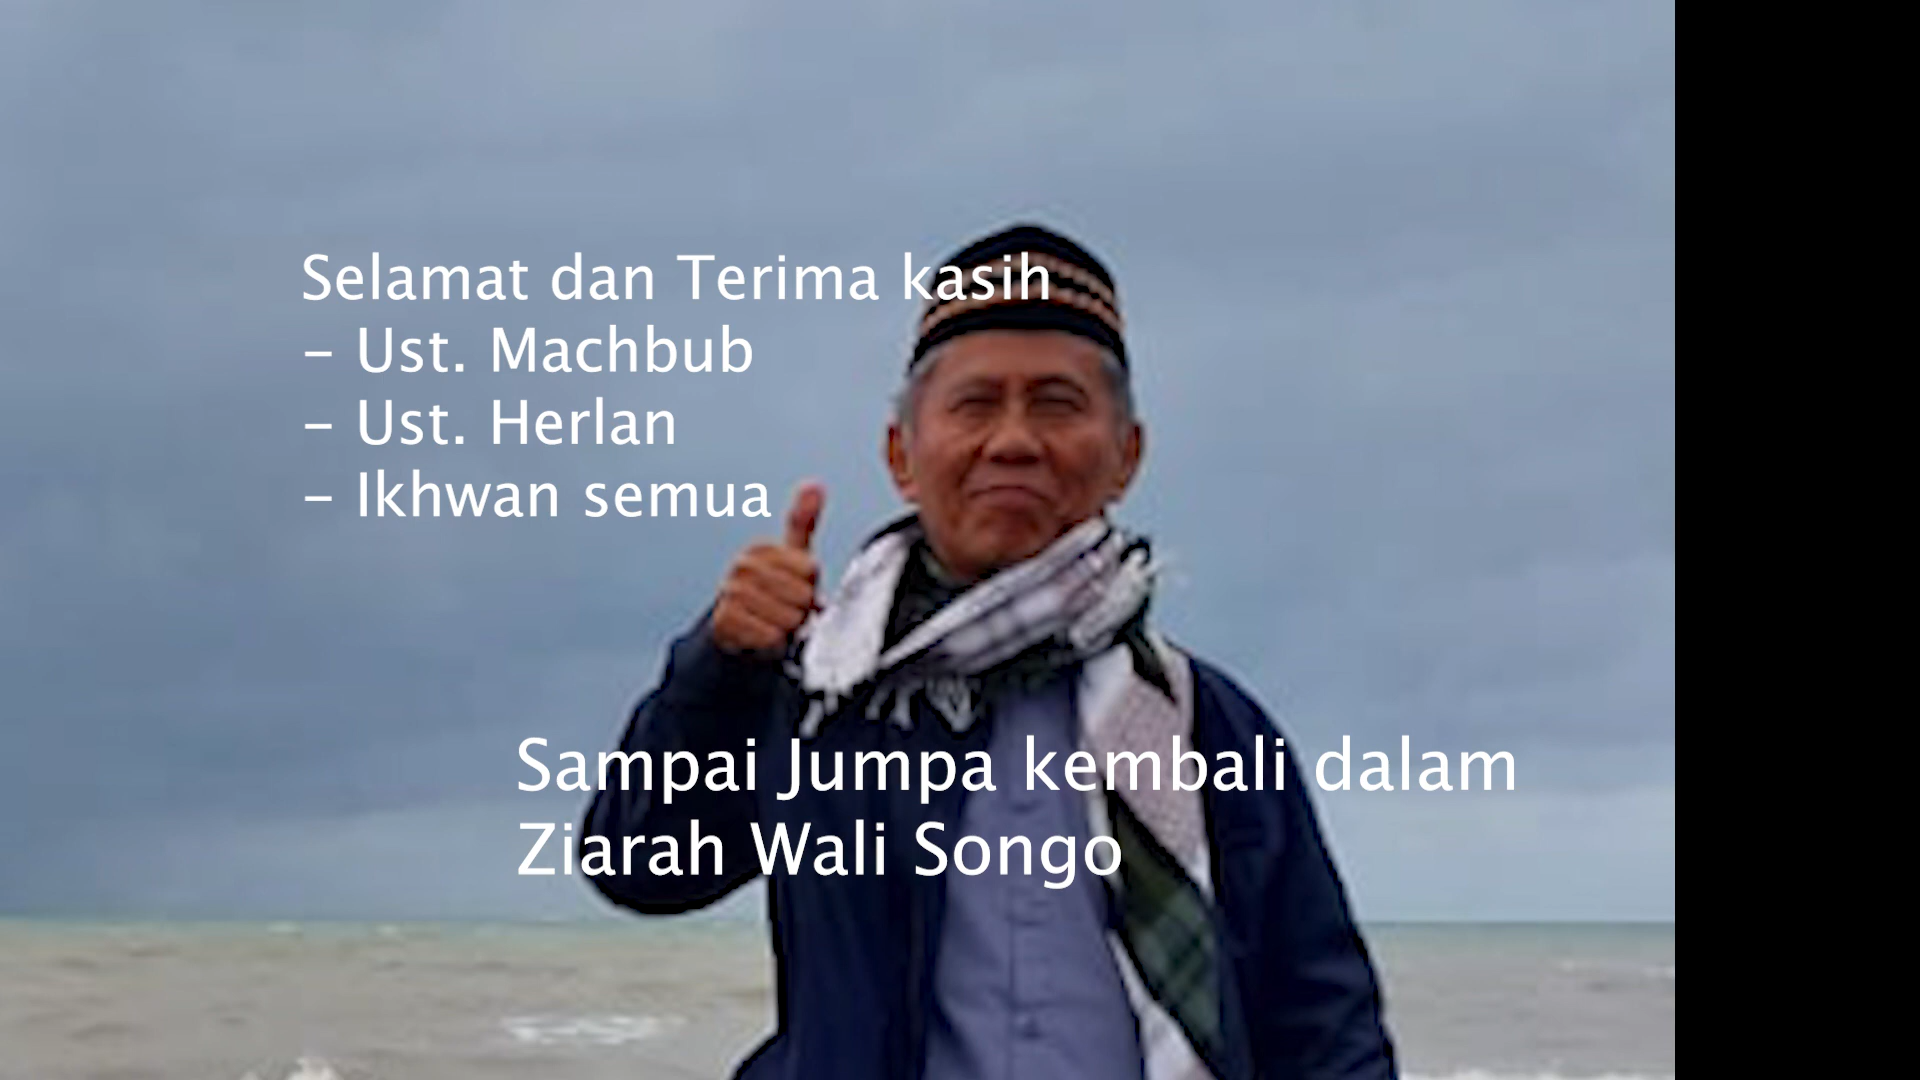 Selamat dan Terima kasih
- Ust. Machbub
- Ust. Herlan
- Ikhwan semua
Sampai Jumpa kembali dalam
Ziarah Wali Songo